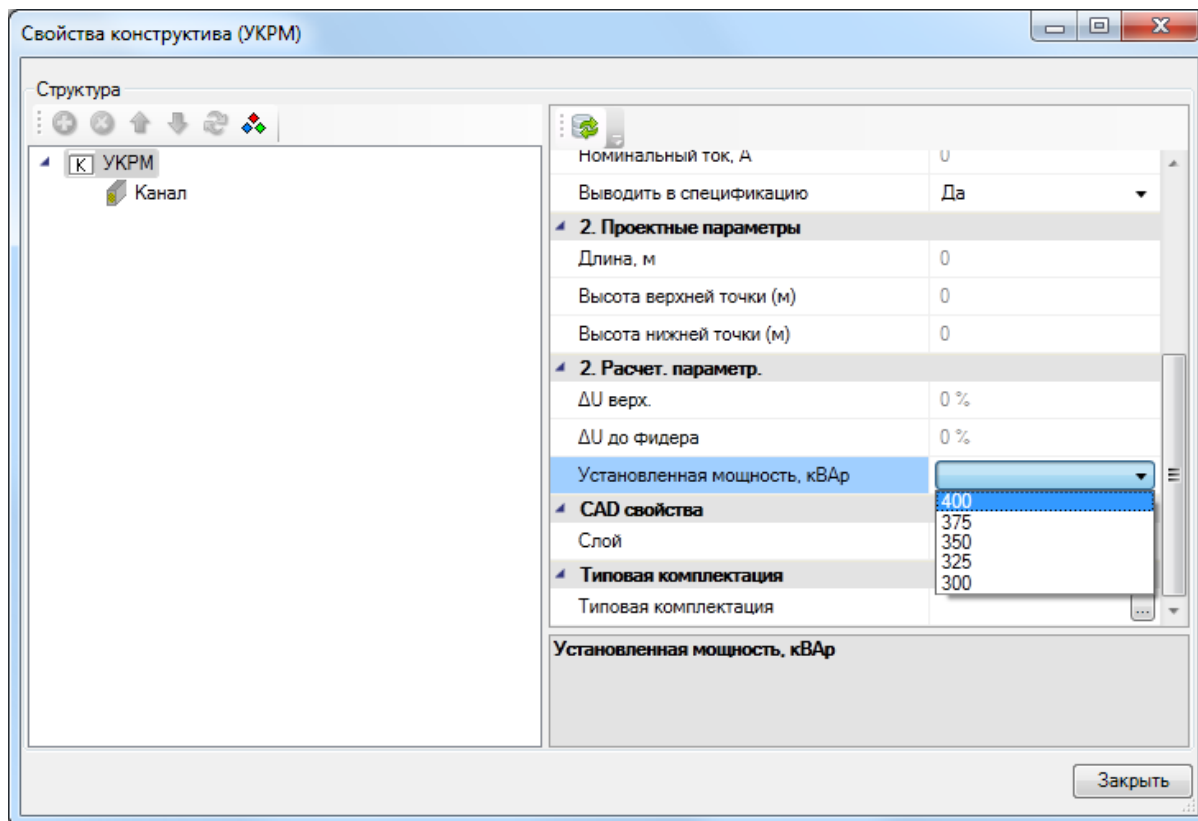 Свойства конструктива (УКРМ)
Структура
К УКРМ
Канал
Номинальный ток, А 0
Выводить в спецификацию Да
2. Проектные параметры
Длина, м 0
Высота верхней точки (м) 0
Высота нижней точки (м) 0
2. Расчет. параметр.
ΔU верх. 0 %
ΔU до фидера 0 %
Установленная мощность, кВАр
400
375
350
325
300
CAD свойства
Слой
Типовая комплектация
Типовая комплектация ...
Установленная мощность, кВАр
Закрыть